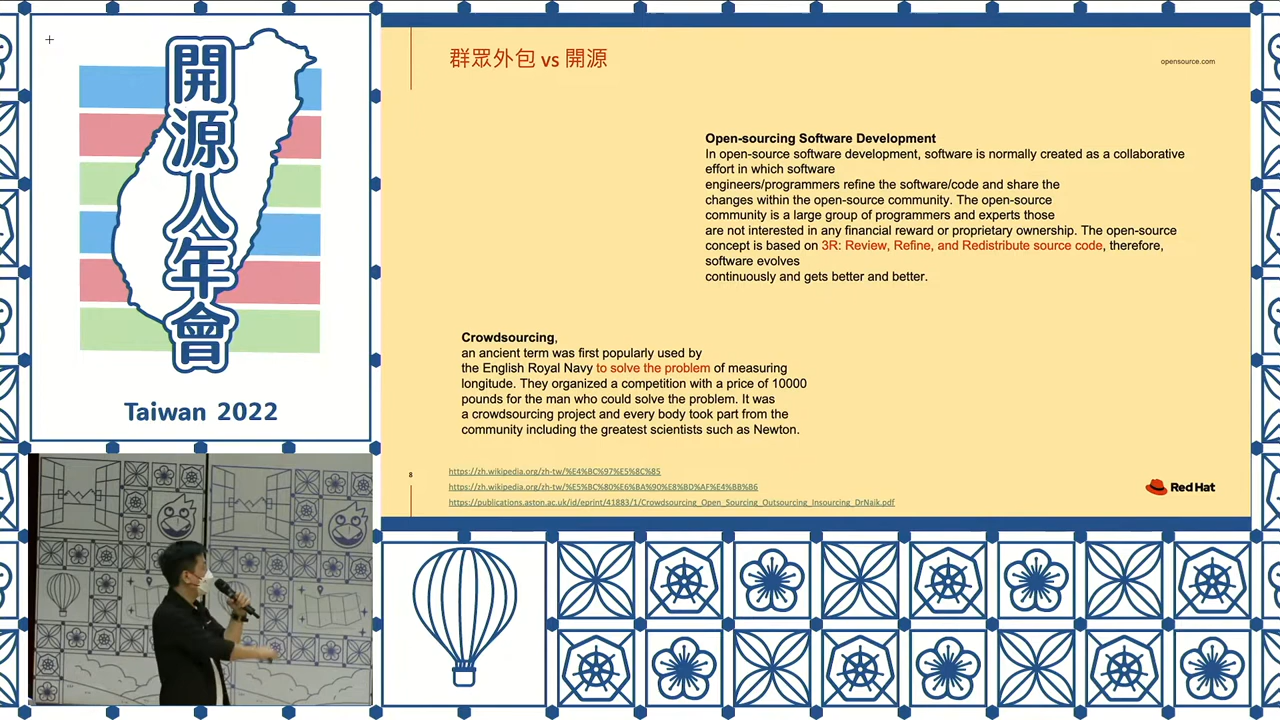 開源人年會
Taiwan 2022
群眾外包 vs 開源
opensource.com
Open-sourcing Software Development
In open-source software development, software is normally created as a collaborative
effort in which software
engineers/programmers refine the software/code and share the
changes within the open-source community. The open-source
community is a large group of programmers and experts those
are not interested in any financial reward or proprietary ownership. The open-source
concept is based on 3R: Review, Refine, and Redistribute source code, therefore,
software evolves
continuously and gets better and better.
Crowdsourcing,
an ancient term was first popularly used by
the English Royal Navy to solve the problem of measuring
longitude. They organized a competition with a price of 10000
pounds for the man who could solve the problem. It was
a crowdsourcing project and every body took part from the
community including the greatest scientists such as Newton.
8
https://zh.wikipedia.org/zh-tw/%E4%BC%97%E5%8C%85
https://zh.wikipedia.org/zh-tw/%E5%BC%80%E6%BA%90%E8%BD%AF%E4%BB%B6
https://publications.aston.ac.uk/id/eprint/41883/1/Crowdsourcing_Open_Sourcing_Outsourcing_Insourcing_DrNaik.pdf
Red Hat